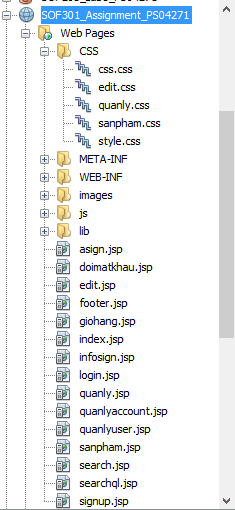 SOF301_Assignment_PS04271
Web Pages
CSS
css.css
edit.css
quanly.css
sanpham.css
style.css
META-INF
WEB-INF
images
js
lib
asign.jsp
doimatkhau.jsp
edit.jsp
footer.jsp
giohang.jsp
index.jsp
infosign.jsp
login.jsp
quanly.jsp
quanlyaccount.jsp
quanlyuser.jsp
sanpham.jsp
search.jsp
searchql.jsp
signup.jsp